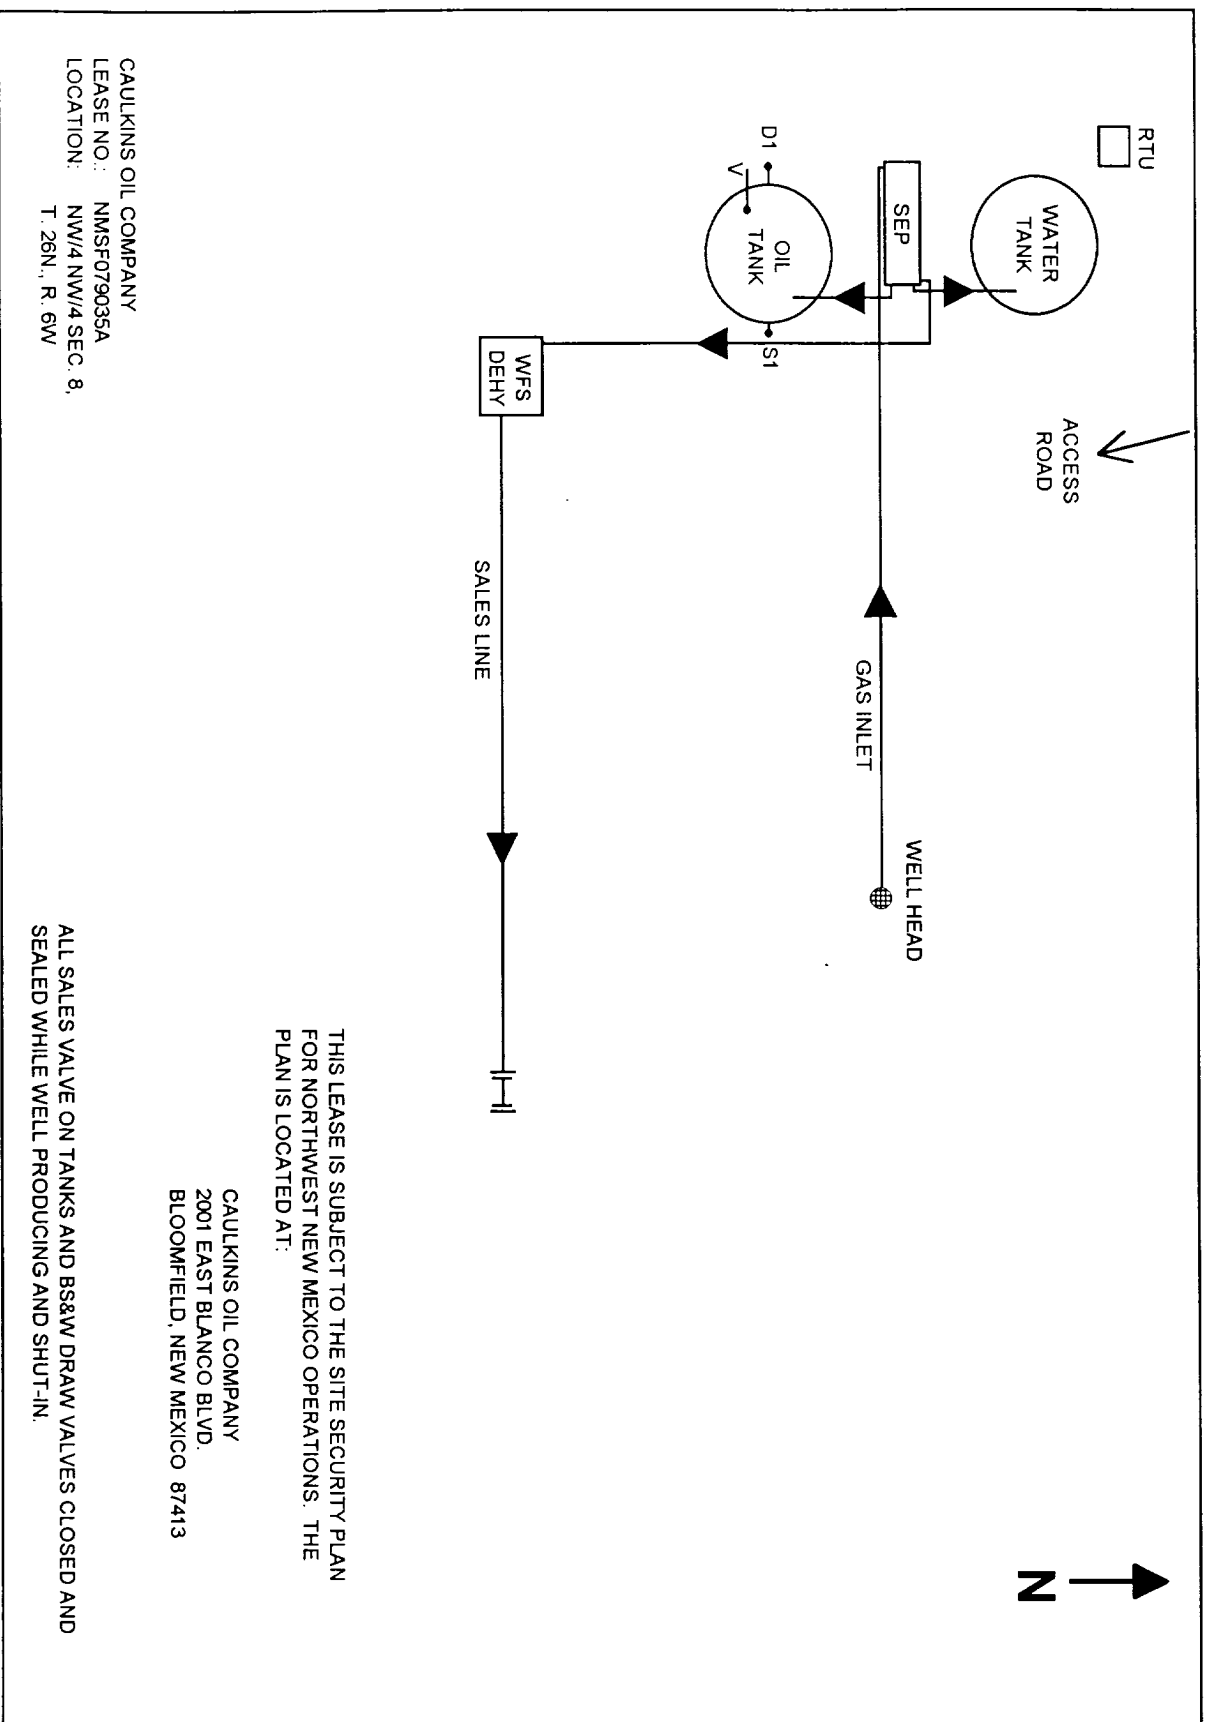 RTU
WATER
TANK
ACCESS
ROAD
N
SEP
WELL HEAD
GAS INLET
D1
V
OIL
TANK
S1
WFS
DEHY
SALES LINE
THIS LEASE IS SUBJECT TO THE SITE SECURITY PLAN
FOR NORTHWEST NEW MEXICO OPERATIONS. THE
PLAN IS LOCATED AT:
CAULKINS OIL COMPANY
2001 EAST BLANCO BLVD.
BLOOMFIELD, NEW MEXICO 87413
CAULKINS OIL COMPANY
LEASE NO.: NMSF079035A
LOCATION: NW/4 NW/4 SEC. 8,
T. 26N., R. 6W
ALL SALES VALVE ON TANKS AND BS&W DRAW VALVES CLOSED AND
SEALED WHILE WELL PRODUCING AND SHUT-IN.